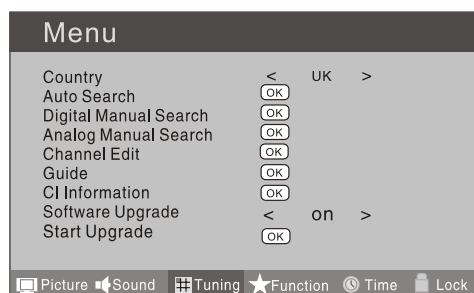 Menu
Country < UK >
Auto Search OK
Digital Manual Search OK
Analog Manual Search OK
Channel Edit OK
Guide OK
CI Information OK
Software Upgrade < on >
Start Upgrade OK
Picture Sound Tuning Function Time Lock